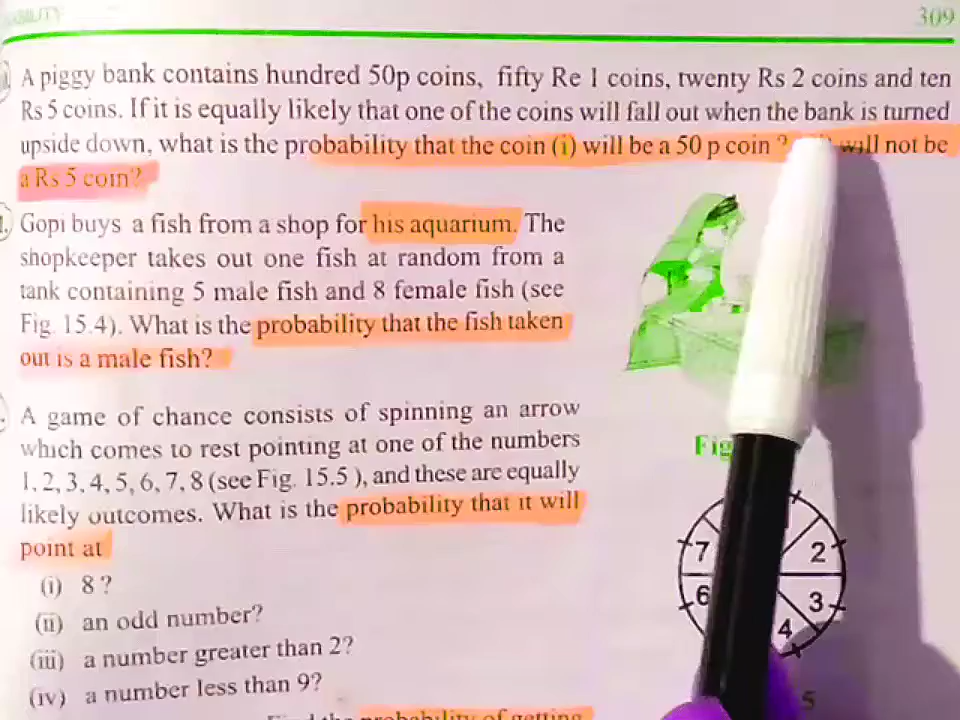 309
A piggy bank contains hundred 50p coins, fifty Re 1 coins, twenty Rs 2 coins and ten
Rs 5 coins. If it is equally likely that one of the coins will fall out when the bank is turned
upside down, what is the probability that the coin (i) will be a 50 p coin ? will not be
a Rs 5 coin?
Gopi buys a fish from a shop for his aquarium. The
shopkeeper takes out one fish at random from a
tank containing 5 male fish and 8 female fish (see
Fig. 15.4). What is the probability that the fish taken
out is a male fish?
A game of chance consists of spinning an arrow
which comes to rest pointing at one of the numbers
1, 2, 3, 4, 5, 6, 7, 8 (see Fig. 15.5 ), and these are equally
likely outcomes. What is the probability that it will
point at
(i) 8 ?
(ii) an odd number?
(iii) a number greater than 2?
(iv) a number less than 9?
Fig
7
2
6
3
4
5
the probability of getting